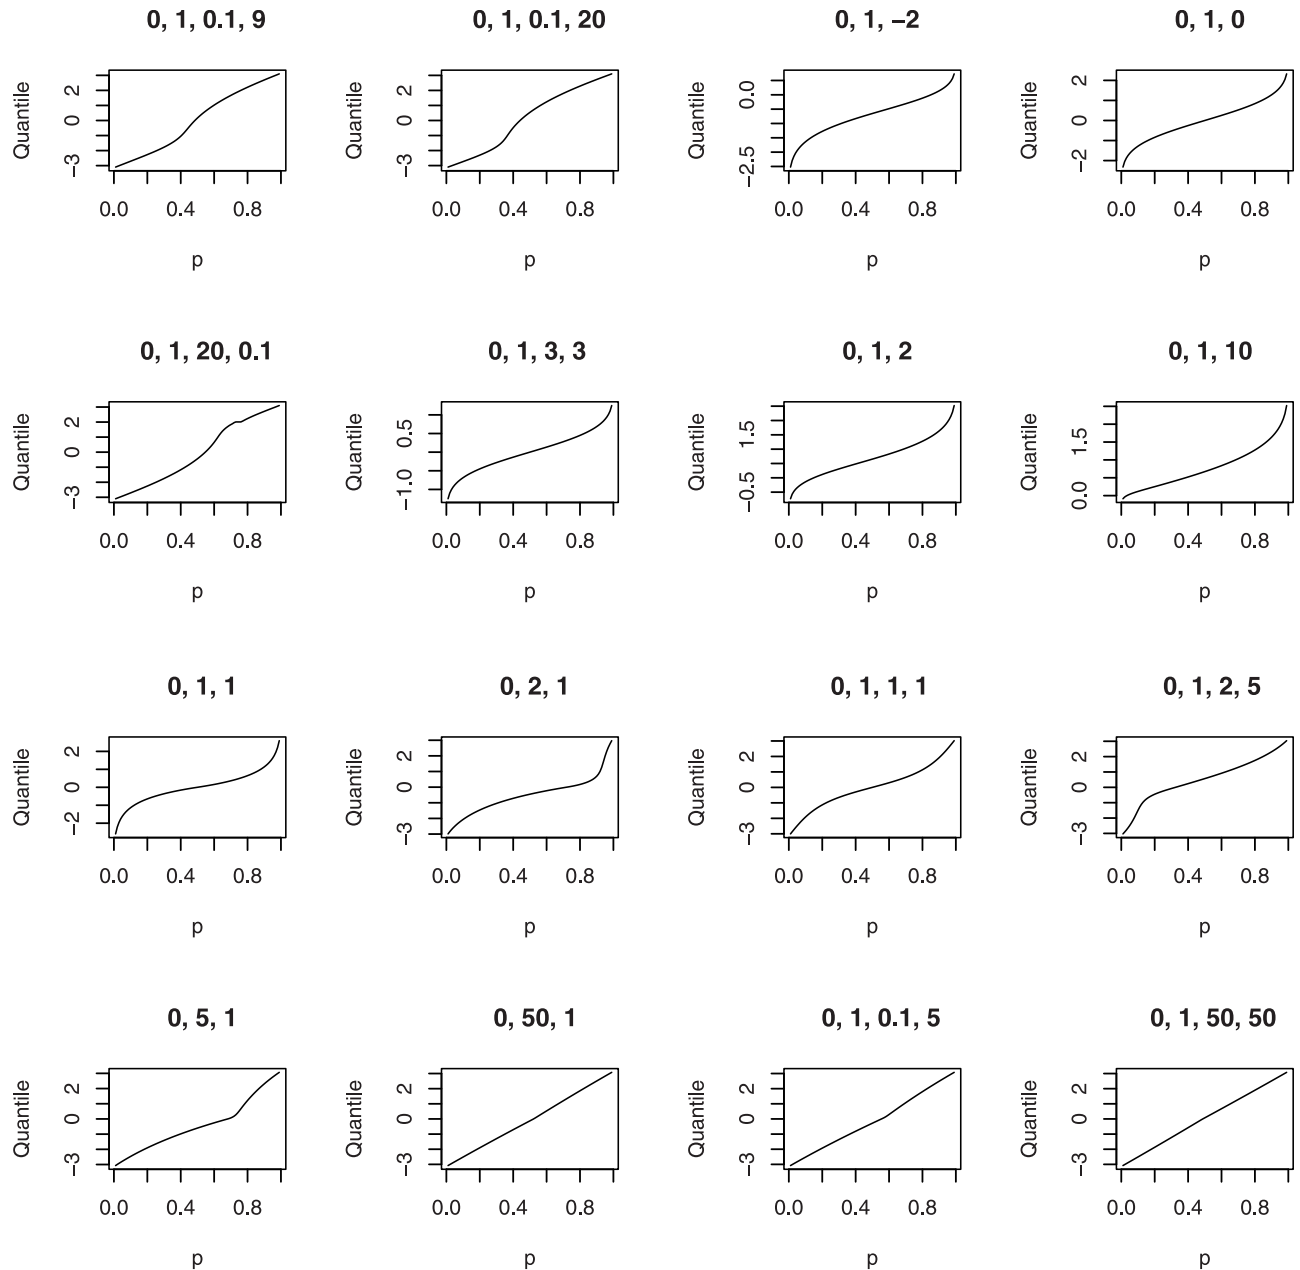 0, 1, 0.1, 9
Quantile
2
0
−3
0.0 0.4 0.8
p
0, 1, 0.1, 20
Quantile
2
0
−3
0.0 0.4 0.8
p
0, 1, −2
Quantile
0.0
−2.5
0.0 0.4 0.8
p
0, 1, 0
Quantile
2
0
−2
0.0 0.4 0.8
p
0, 1, 20, 0.1
Quantile
2
0
−3
0.0 0.4 0.8
p
0, 1, 3, 3
Quantile
0.5
−1.0
0.0 0.4 0.8
p
0, 1, 2
Quantile
1.5
−0.5
0.0 0.4 0.8
p
0, 1, 10
Quantile
1.5
0.0
0.0 0.4 0.8
p
0, 1, 1
Quantile
2
0
−2
0.0 0.4 0.8
p
0, 2, 1
Quantile
2
0
−3
0.0 0.4 0.8
p
0, 1, 1, 1
Quantile
2
0
−3
0.0 0.4 0.8
p
0, 1, 2, 5
Quantile
2
0
−3
0.0 0.4 0.8
p
0, 5, 1
Quantile
2
0
−3
0.0 0.4 0.8
p
0, 50, 1
Quantile
2
0
−3
0.0 0.4 0.8
p
0, 1, 0.1, 5
Quantile
2
0
−3
0.0 0.4 0.8
p
0, 1, 50, 50
Quantile
2
0
−3
0.0 0.4 0.8
p